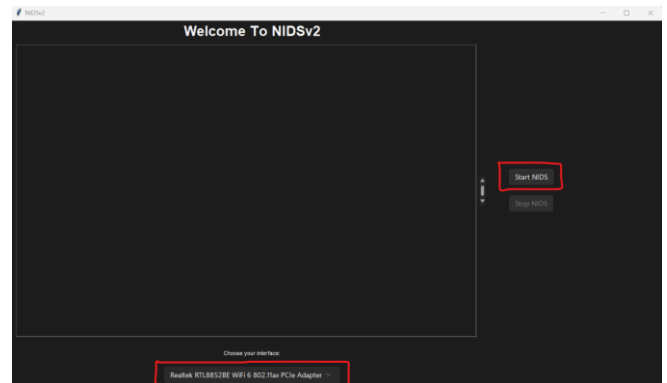 NIDSv2
Welcome To NIDSv2
Start NIDS
Stop NIDS
Choose your interface:
Realtek RTL8852BE WiFi 6 802.11ax PCIe Adapter